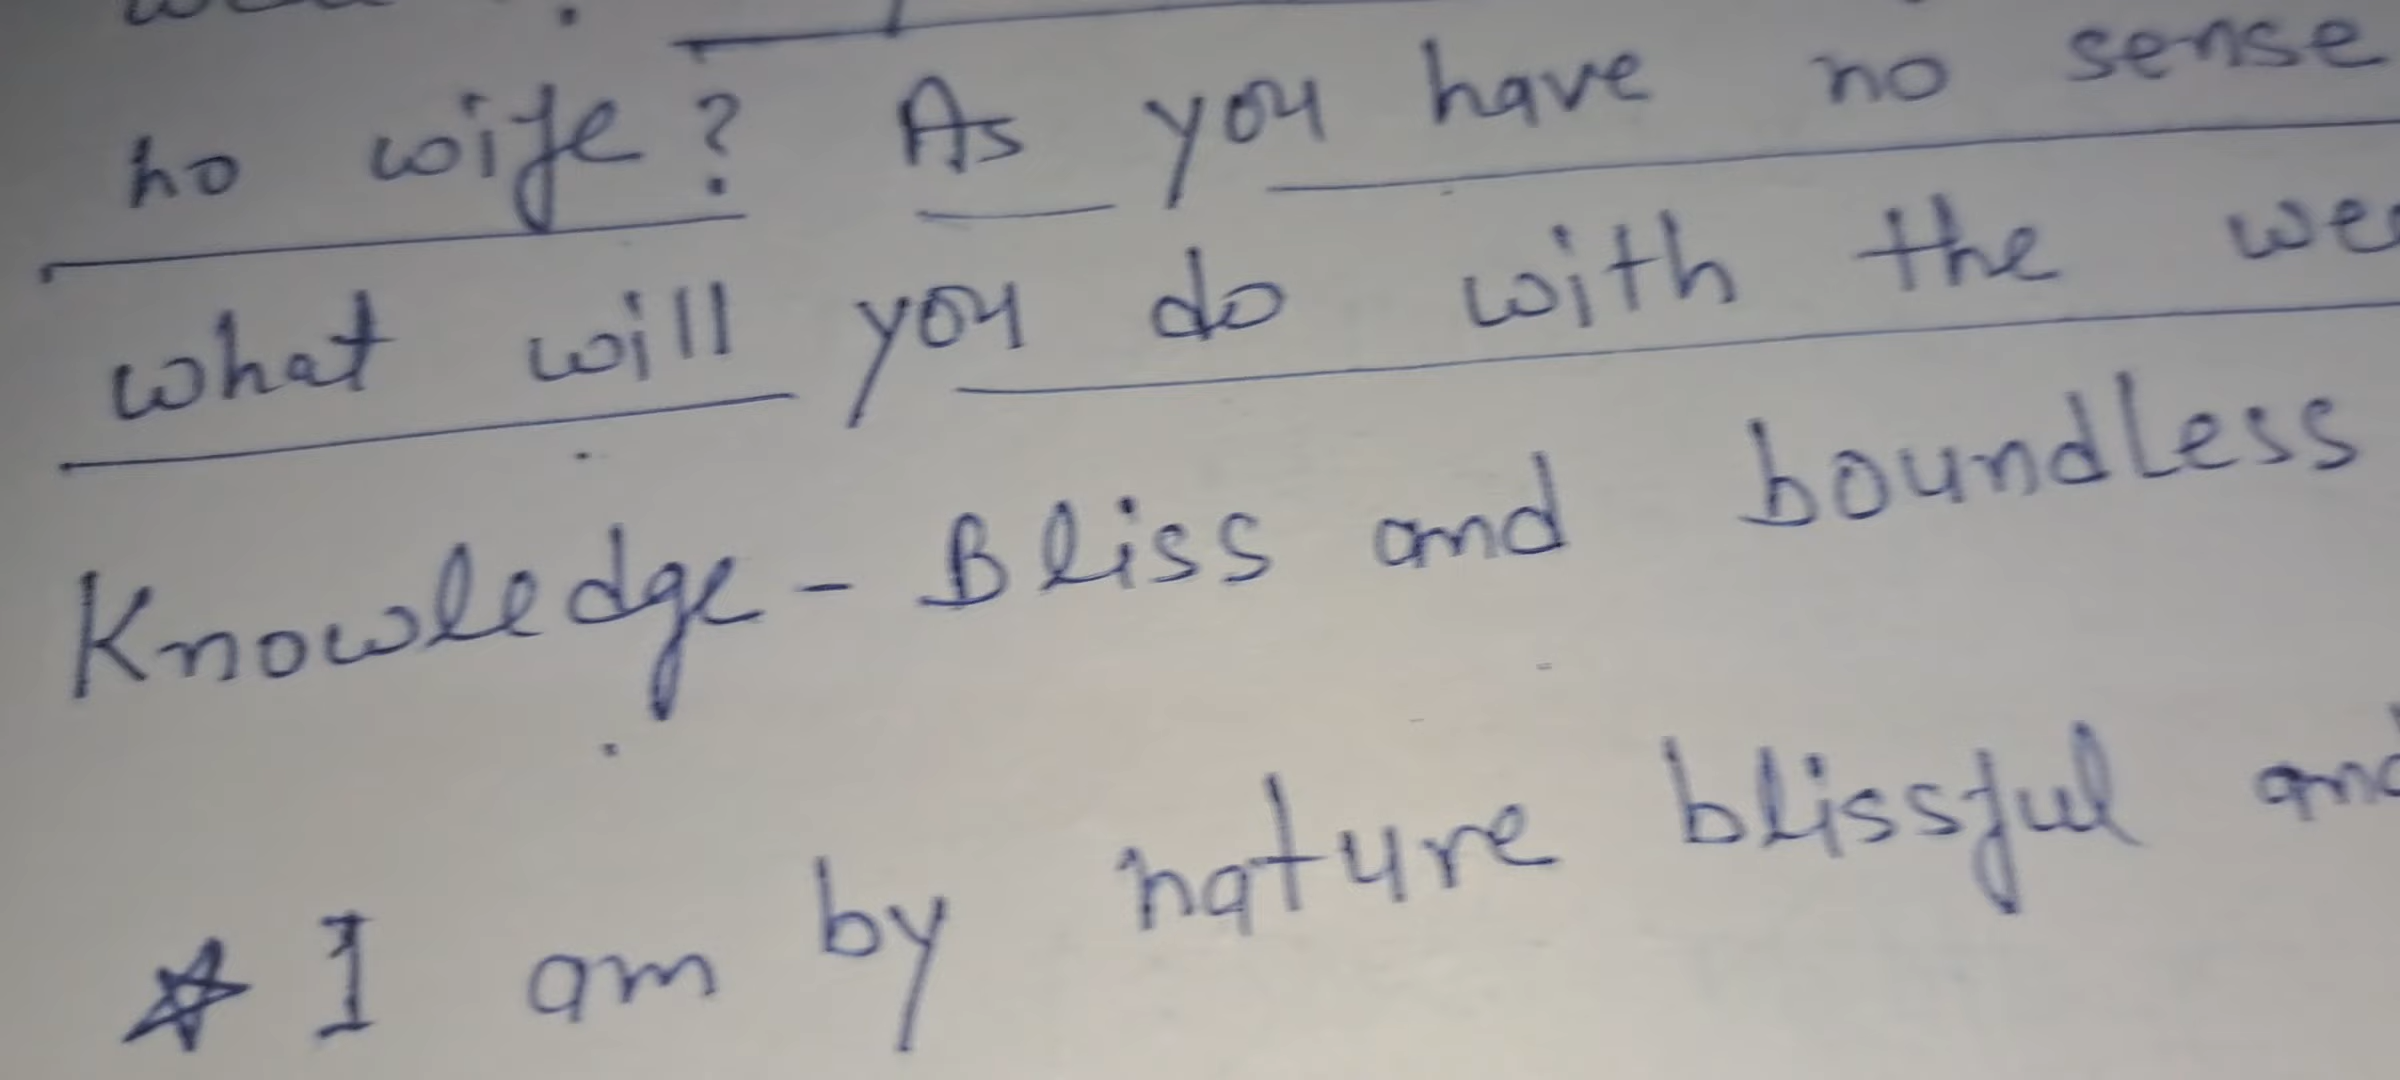 no wife? As you have no sense
what will you do with the
Knowledge - Bliss and boundless
☆ I am by nature blissful and